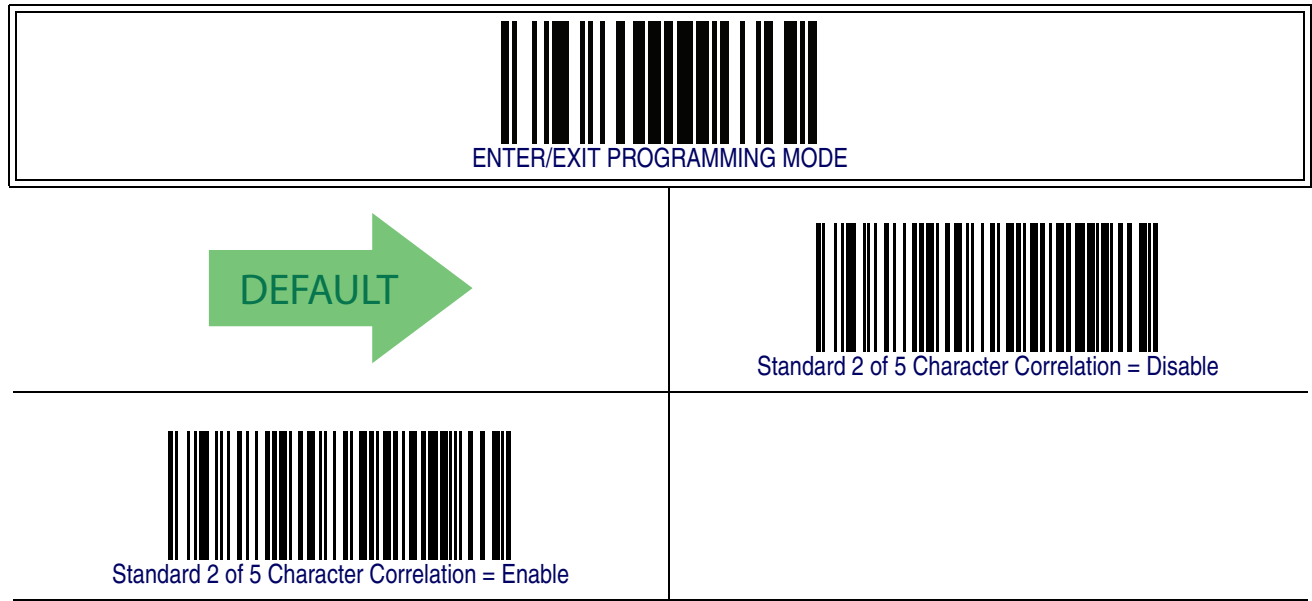 ENTER/EXIT PROGRAMMING MODE
DEFAULT
Standard 2 of 5 Character Correlation = Disable
Standard 2 of 5 Character Correlation = Enable